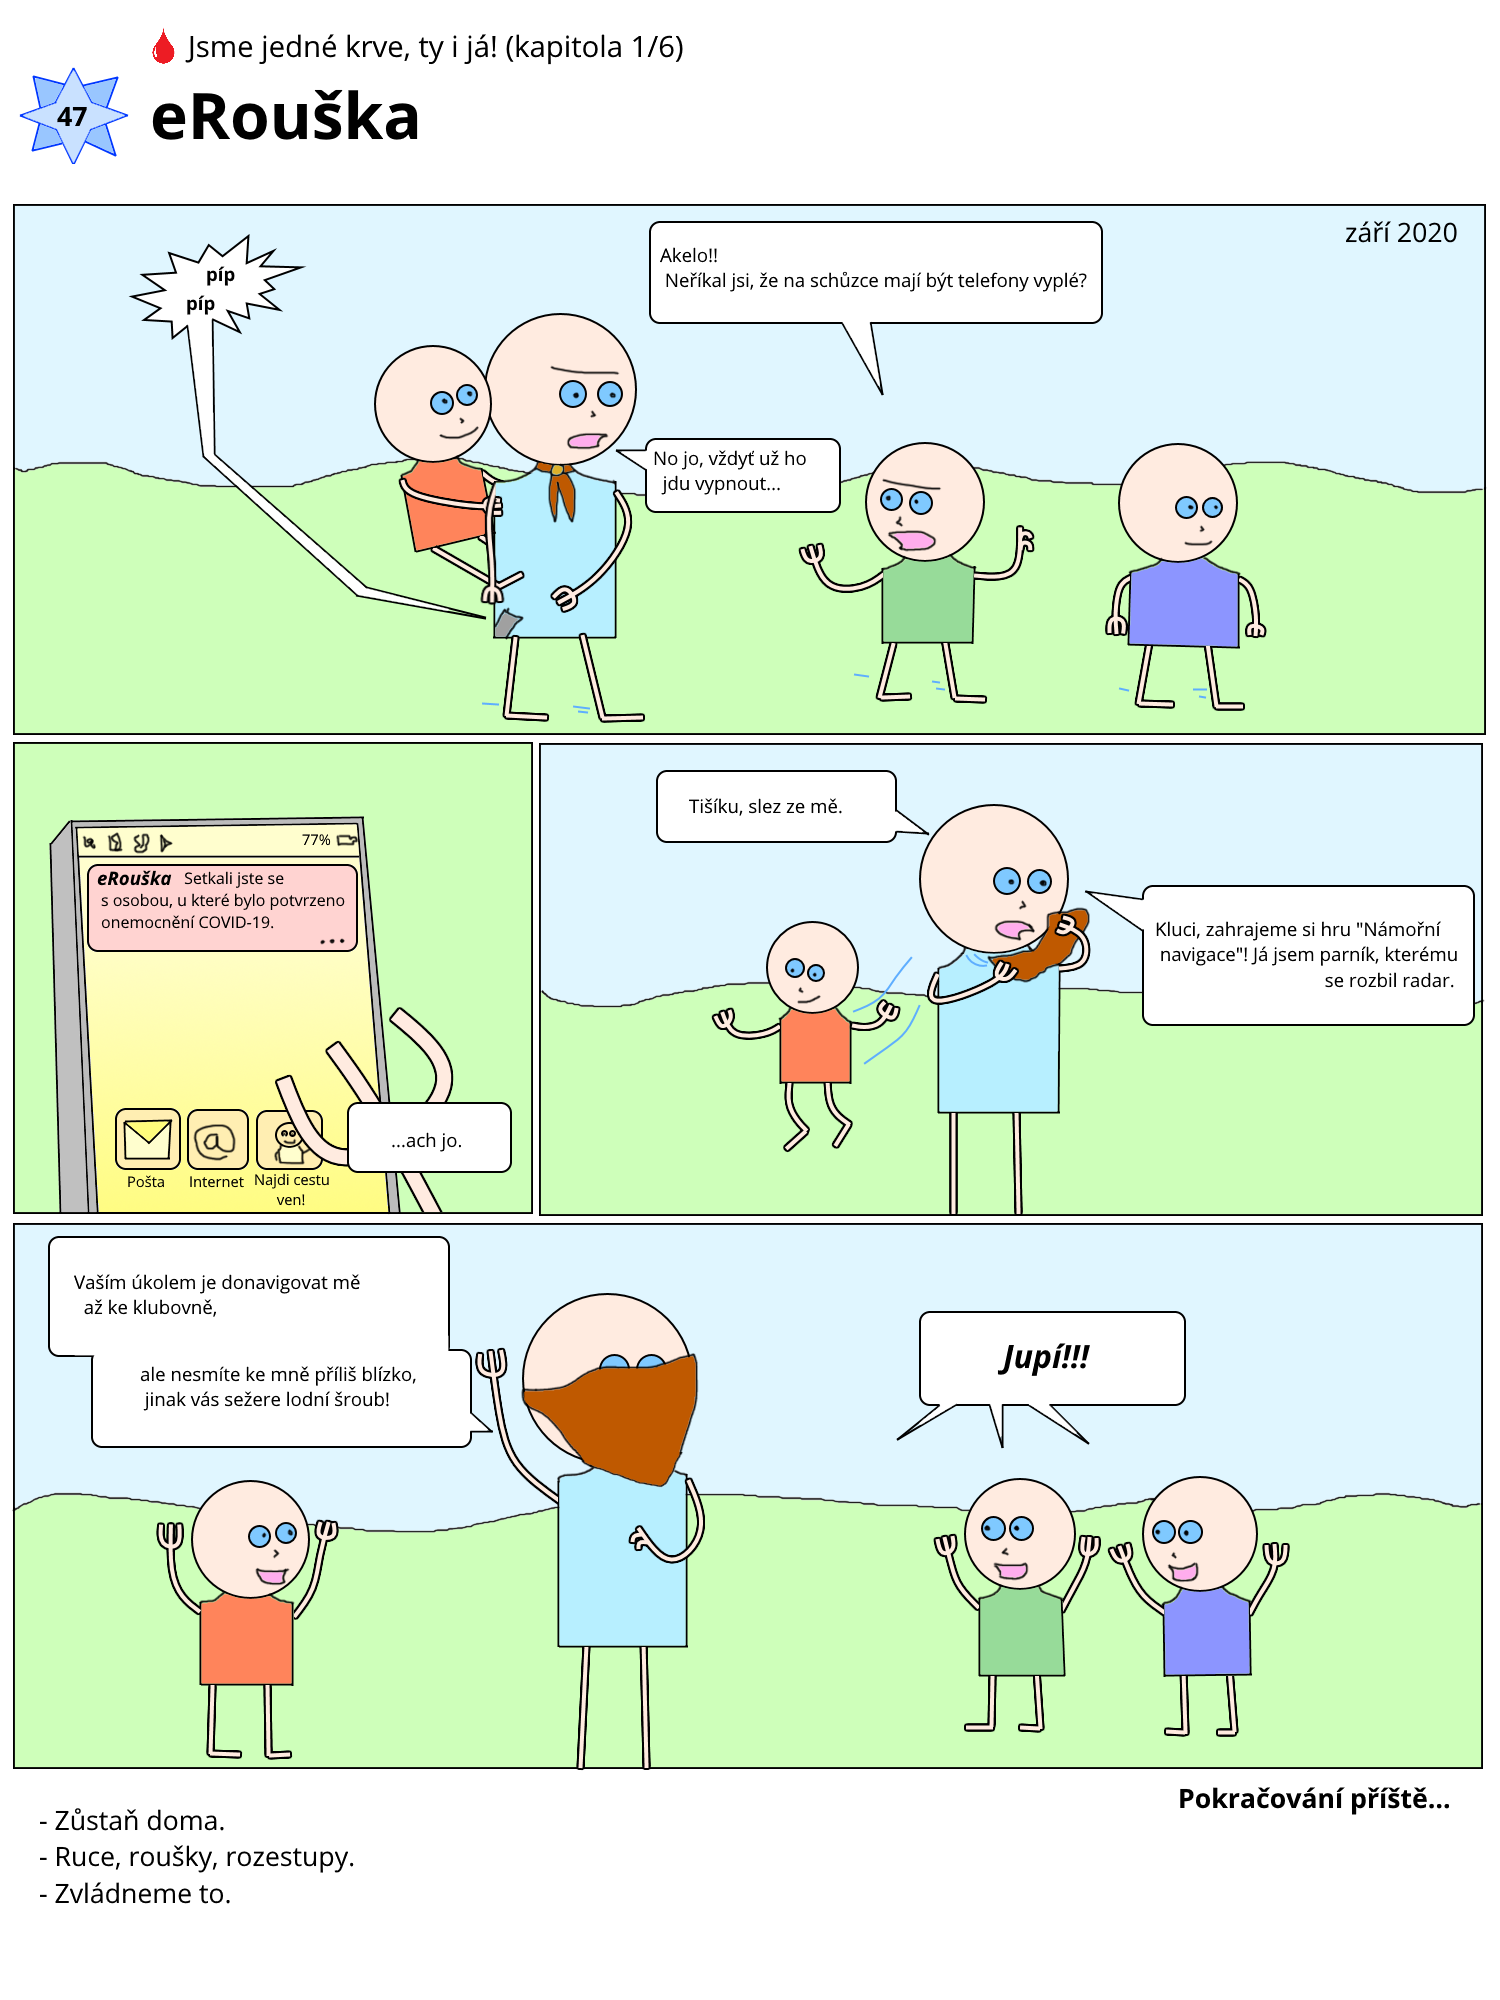 Jsme jedné krve, ty i já! (kapitola 1/6)
47
eRouška
září 2020
píp
píp
Akelo!!
Neříkal jsi, že na schůzce mají být telefony vyplé?
No jo, vždyť už ho
jdu vypnout...
77%
eRouška Setkali jste se
s osobou, u které bylo potvrzeno
onemocnění COVID-19.
...
...ach jo.
Pošta
Internet
Najdi cestu
ven!
Tišíku, slez ze mě.
Kluci, zahrajeme si hru "Námořní
navigace"! Já jsem parník, kterému
se rozbil radar.
Vaším úkolem je donavigovat mě
až ke klubovně,
ale nesmíte ke mně příliš blízko,
jinak vás sežere lodní šroub!
Jupí!!!
Pokračování příště...
- Zůstaň doma.
- Ruce, roušky, rozestupy.
- Zvládneme to.